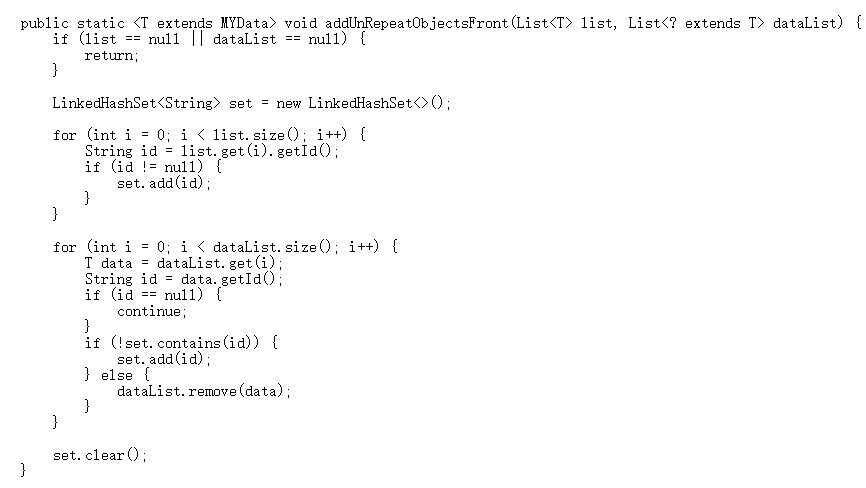 public static <T extends MYData> void addUnRepeatObjectsFront(List<T> list, List<? extends T> dataList) {
    if (list == null || dataList == null) {
        return;
    }

    LinkedHashSet<String> set = new LinkedHashSet<>();

    for (int i = 0; i < list.size(); i++) {
        String id = list.get(i).getId();
        if (id != null) {
            set.add(id);
        }
    }

    for (int i = 0; i < dataList.size(); i++) {
        T data = dataList.get(i);
        String id = data.getId();
        if (id == null) {
            continue;
        }
        if (!set.contains(id)) {
            set.add(id);
        } else {
            dataList.remove(data);
        }
    }

    set.clear();
}